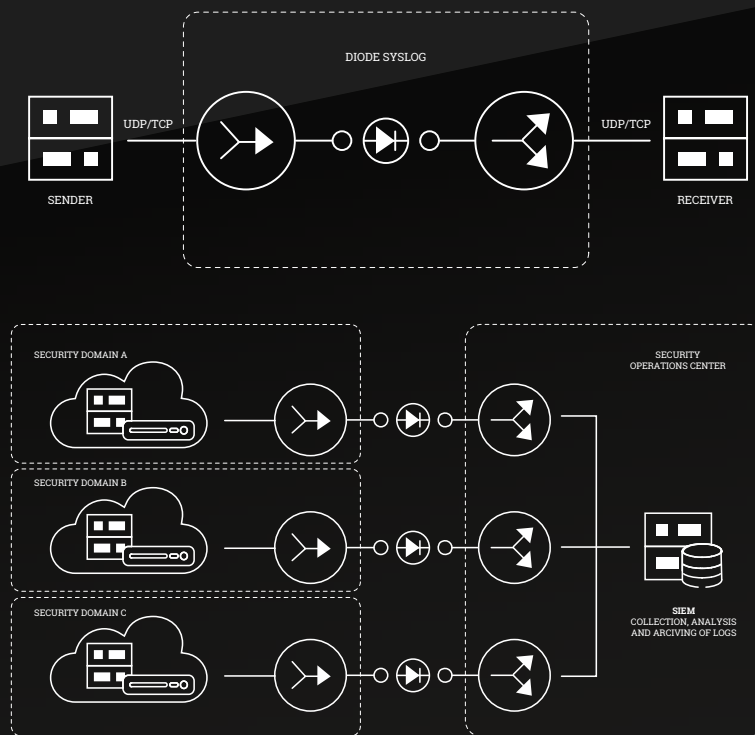 DIODE SYSLOG
UDP/TCP
UDP/TCP
SENDER
RECEIVER
SECURITY DOMAIN A
SECURITY
OPERATIONS CENTER
SECURITY DOMAIN B
SECURITY DOMAIN C
SIEM
COLLECTION, ANALYSIS
AND ARCIVING OF LOGS